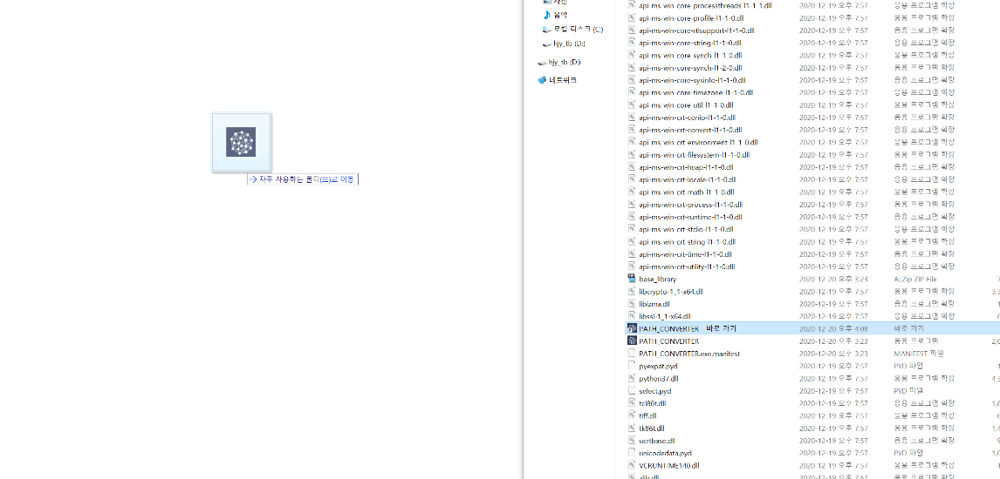 → 자주 사용하는 폴더(으)로 이동
사진
음악
로컬 디스크 (C:)
hjy_tb (D:)
hjy_tb (D:)
네트워크
api-ms-win-core-processthreads-l1-1-1.dll 2020-12-19 오후 7:57 응용 프로그램 확장
api-ms-win-core-profile-l1-1-0.dll 2020-12-19 오후 7:57 응용 프로그램 확장
api-ms-win-core-rtlsupport-l1-1-0.dll 2020-12-19 오후 7:57 응용 프로그램 확장
api-ms-win-core-string-l1-1-0.dll 2020-12-19 오후 7:57 응용 프로그램 확장
api-ms-win-core-synch-l1-1-0.dll 2020-12-19 오후 7:57 응용 프로그램 확장
api-ms-win-core-synch-l1-2-0.dll 2020-12-19 오후 7:57 응용 프로그램 확장
api-ms-win-core-sysinfo-l1-1-0.dll 2020-12-19 오후 7:57 응용 프로그램 확장
api-ms-win-core-timezone-l1-1-0.dll 2020-12-19 오후 7:57 응용 프로그램 확장
api-ms-win-core-util-l1-1-0.dll 2020-12-19 오후 7:57 응용 프로그램 확장
api-ms-win-crt-conio-l1-1-0.dll 2020-12-19 오후 7:57 응용 프로그램 확장
api-ms-win-crt-convert-l1-1-0.dll 2020-12-19 오후 7:57 응용 프로그램 확장
api-ms-win-crt-environment-l1-1-0.dll 2020-12-19 오후 7:57 응용 프로그램 확장
api-ms-win-crt-filesystem-l1-1-0.dll 2020-12-19 오후 7:57 응용 프로그램 확장
api-ms-win-crt-heap-l1-1-0.dll 2020-12-19 오후 7:57 응용 프로그램 확장
api-ms-win-crt-locale-l1-1-0.dll 2020-12-19 오후 7:57 응용 프로그램 확장
api-ms-win-crt-math-l1-1-0.dll 2020-12-19 오후 7:57 응용 프로그램 확장
api-ms-win-crt-process-l1-1-0.dll 2020-12-19 오후 7:57 응용 프로그램 확장
api-ms-win-crt-runtime-l1-1-0.dll 2020-12-19 오후 7:57 응용 프로그램 확장
api-ms-win-crt-stdio-l1-1-0.dll 2020-12-19 오후 7:57 응용 프로그램 확장
api-ms-win-crt-string-l1-1-0.dll 2020-12-19 오후 7:57 응용 프로그램 확장
api-ms-win-crt-time-l1-1-0.dll 2020-12-19 오후 7:57 응용 프로그램 확장
api-ms-win-crt-utility-l1-1-0.dll 2020-12-19 오후 7:57 응용 프로그램 확장
base_library 2020-12-20 오후 3:23 ALZip ZIP File 7
libcrypto-1_1-x64.dll 2020-12-19 오후 7:57 응용 프로그램 확장 3,3
liblzma.dll 2020-12-19 오후 7:57 응용 프로그램 확장 1
libssl-1_1-x64.dll 2020-12-19 오후 7:57 응용 프로그램 확장 6
PATH_CONVERTER - 바로 가기 2020-12-20 오후 4:08 바로 가기
PATH_CONVERTER 2020-12-20 오후 3:23 응용 프로그램 2,0
PATH_CONVERTER.exe.manifest 2020-12-20 오후 3:23 MANIFEST 파일
pyexpat.pyd 2020-12-19 오후 7:57 PYD 파일 1
python37.dll 2020-12-19 오후 7:57 응용 프로그램 확장 4,3
select.pyd 2020-12-19 오후 7:57 PYD 파일
tcl86t.dll 2020-12-19 오후 7:57 응용 프로그램 확장 1,6
tiff.dll 2020-12-19 오후 7:57 응용 프로그램 확장 6
tk86t.dll 2020-12-19 오후 7:57 응용 프로그램 확장 1,4
ucrtbase.dll 2020-12-19 오후 7:57 응용 프로그램 확장 9
unicodedata.pyd 2020-12-19 오후 7:57 PYD 파일 1,0
VCRUNTIME140.dll 2020-12-19 오후 7:57 응용 프로그램 확장
zlib.dll 2020-12-19 오후 7:57 응용 프로그램 확장 1